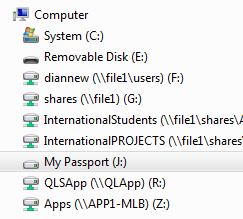 Computer
System (C:)
Removable Disk (E:)
diannew (\\file1\users) (F:)
shares (\\file1) (G:)
InternationalStudents (\\file1\shares\A
InternationalPROJECTS (\\file1\shares\
My Passport (J:)
QLSApp (\\QLApp) (R:)
Apps (\\APP1-MLB) (Z:)